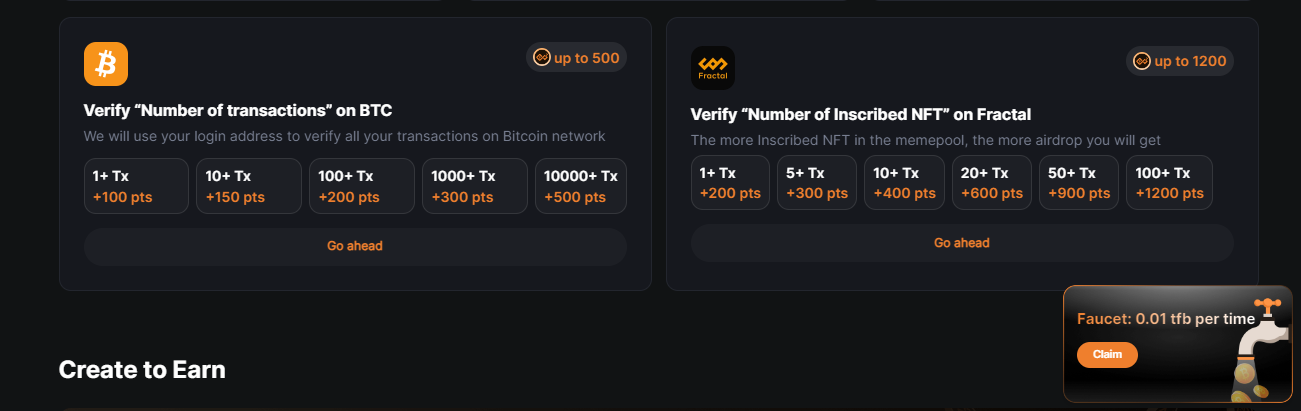 up to 500
Verify “Number of transactions” on BTC
We will use your login address to verify all your transactions on Bitcoin network
1+ Tx
+100 pts
10+ Tx
+150 pts
100+ Tx
+200 pts
1000+ Tx
+300 pts
10000+ Tx
+500 pts
Go ahead
Fractal
up to 1200
Verify “Number of Inscribed NFT” on Fractal
The more Inscribed NFT in the memepool, the more airdrop you will get
1+ Tx
+200 pts
5+ Tx
+300 pts
10+ Tx
+400 pts
20+ Tx
+600 pts
50+ Tx
+900 pts
100+ Tx
+1200 pts
Go ahead
Faucet: 0.01 tfb per time
Claim
Create to Earn